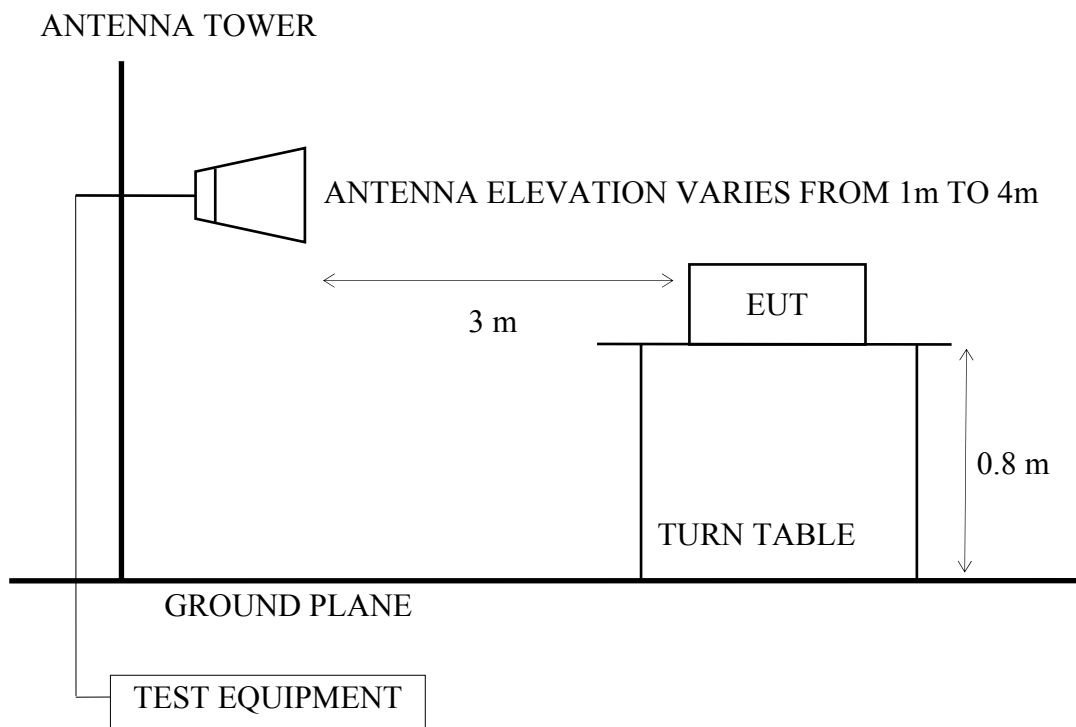 ANTENNA TOWER
ANTENNA ELEVATION VARIES FROM 1m TO 4m
EUT
3 m
0.8 m
TURN TABLE
GROUND PLANE
TEST EQUIPMENT